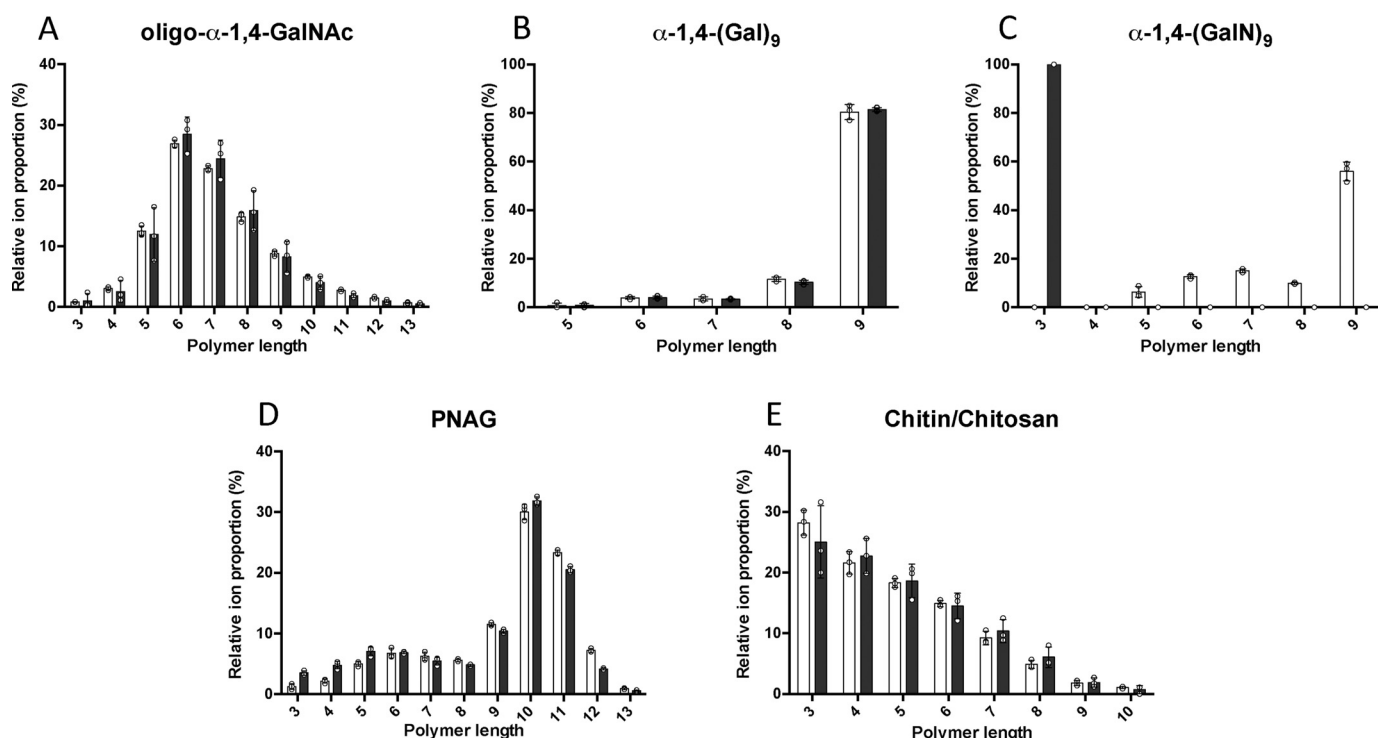 A
oligo-α-1,4-GalNAc
Relative ion proportion (%)
40
30
20
10
0
3 4 5 6 7 8 9 10 11 12 13
Polymer length
B
α-1,4-(Gal)9
Relative ion proportion (%)
100
80
60
40
20
0
5 6 7 8 9
Polymer length
C
α-1,4-(GalN)9
Relative ion proportion (%)
100
80
60
40
20
0
3 4 5 6 7 8 9
Polymer length
D
PNAG
Relative ion proportion (%)
40
30
20
10
0
3 4 5 6 7 8 9 10 11 12 13
Polymer length
E
Chitin/Chitosan
Relative ion proportion (%)
40
30
20
10
0
3 4 5 6 7 8 9 10
Polymer length